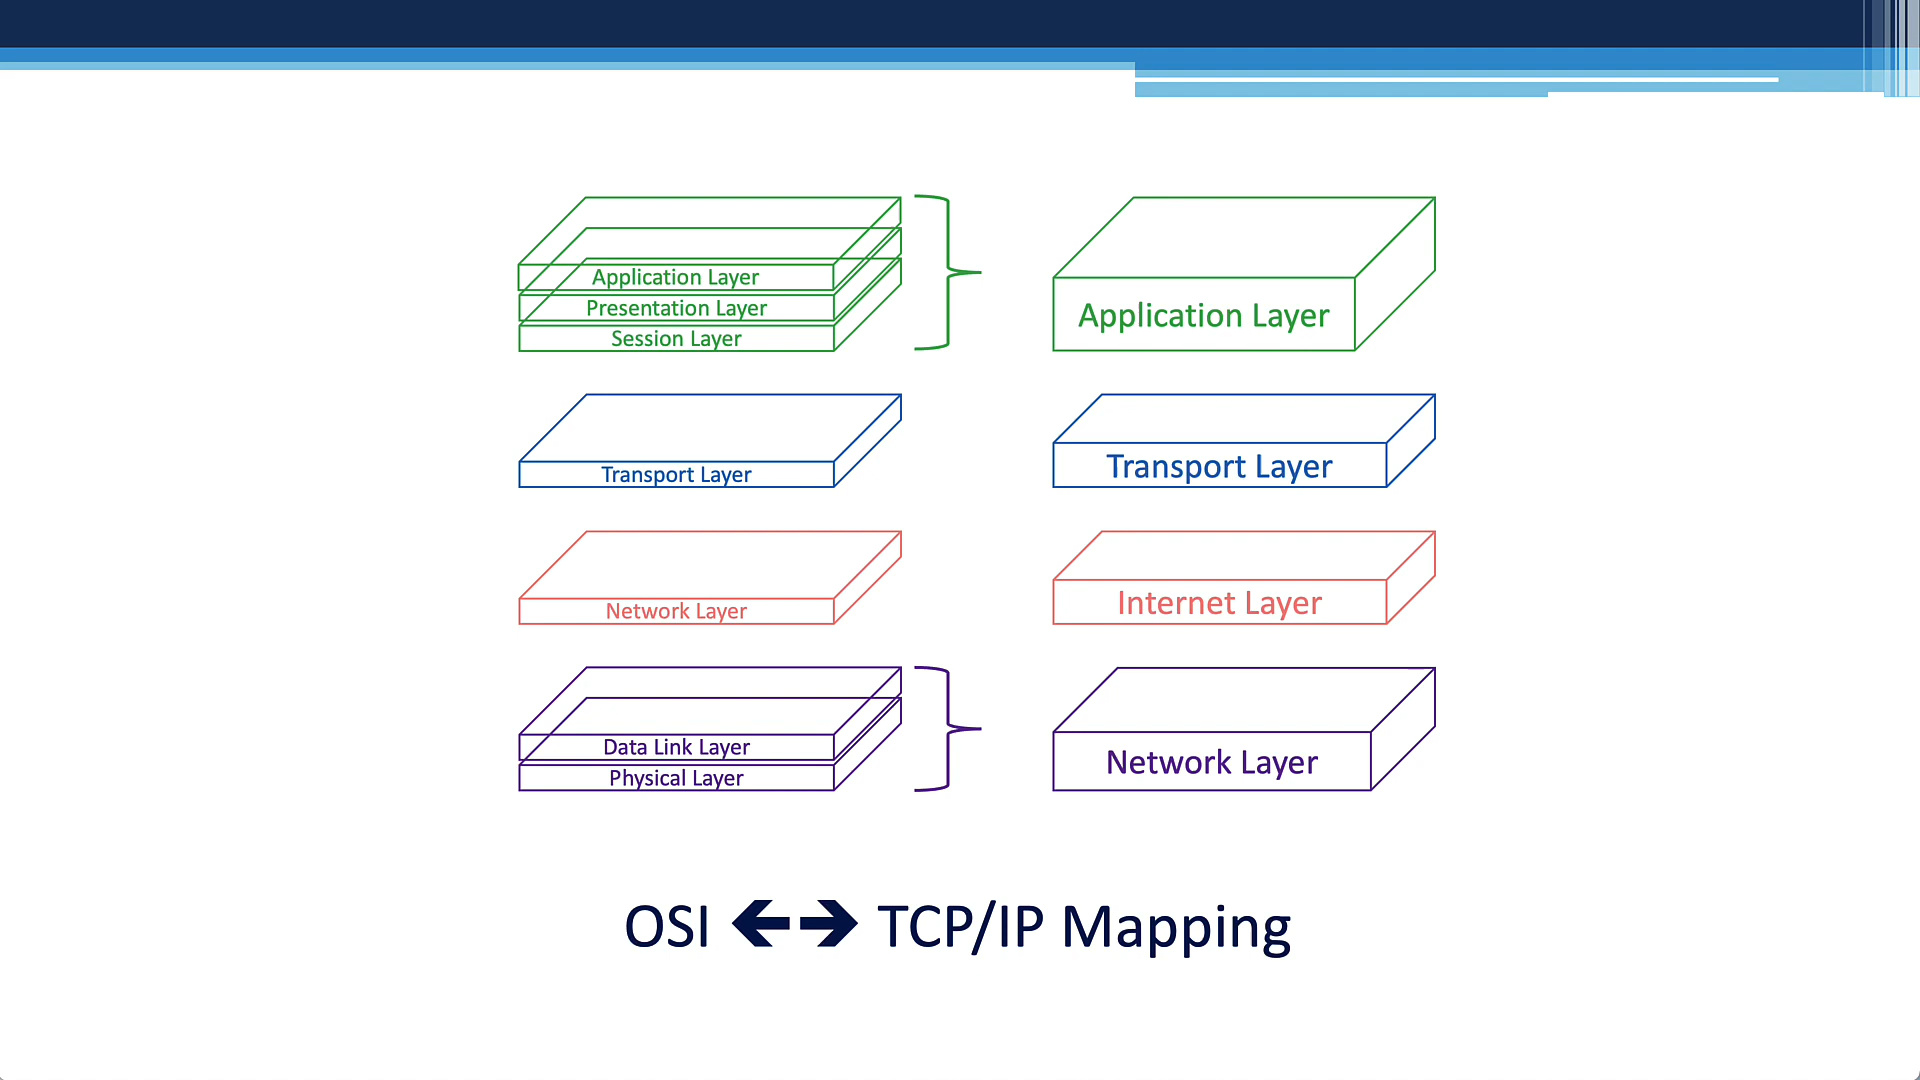 Application Layer
Presentation Layer
Session Layer
Application Layer
Transport Layer
Transport Layer
Network Layer
Internet Layer
Data Link Layer
Physical Layer
Network Layer
OSI 🡸🡺 TCP/IP Mapping